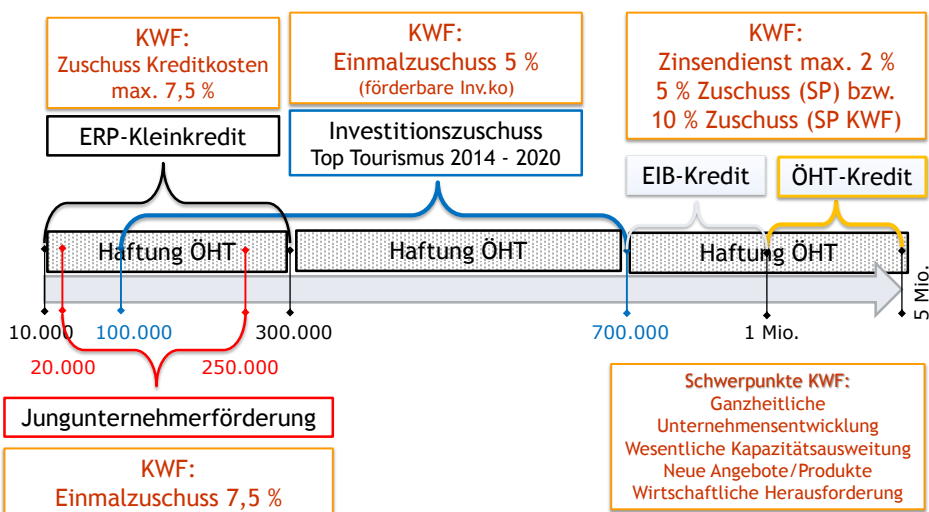 KWF:
Zuschuss Kreditkosten
max. 7,5 %
KWF:
Einmalzuschuss 5 %
(förderbare Inv.ko)
KWF:
Zinsendienst max. 2 %
5 % Zuschuss (SP) bzw.
10 % Zuschuss (SP KWF)
ERP-Kleinkredit
Investitionszuschuss
Top Tourismus 2014 - 2020
EIB-Kredit
ÖHT-Kredit
Haftung ÖHT
Haftung ÖHT
Haftung ÖHT
10.000
100.000
300.000
700.000
1 Mio.
5 Mio.
20.000
250.000
Jungunternehmerförderung
KWF:
Einmalzuschuss 7,5 %
Schwerpunkte KWF:
Ganzheitliche
Unternehmensentwicklung
Wesentliche Kapazitätsausweitung
Neue Angebote/Produkte
Wirtschaftliche Herausforderung